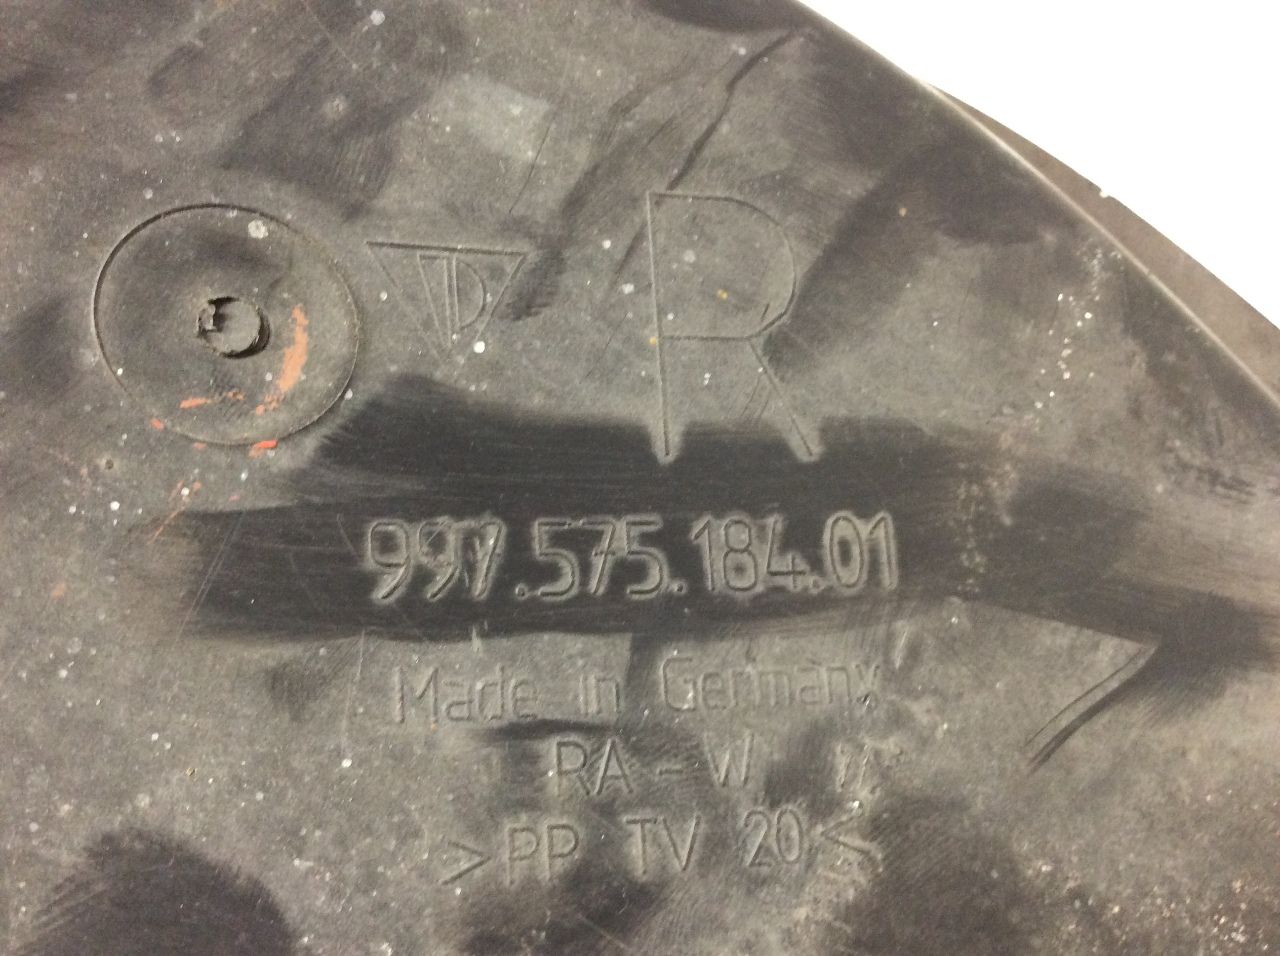 R
997.575.184.01
Made in Germany
RA-W
>PP TV 20<